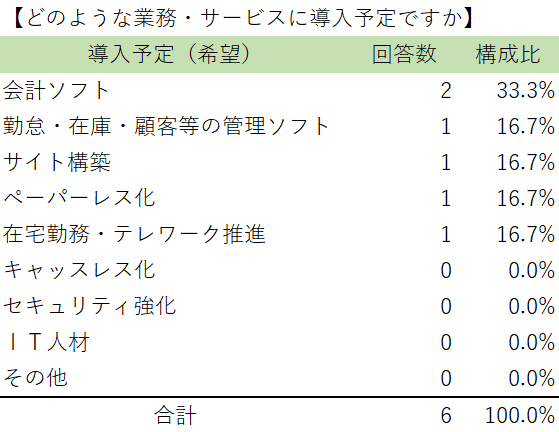 【どのような業務・サービスに導入予定ですか】
導入予定（希望） 回答数 構成比
会計ソフト 2 33.3%
勤怠・在庫・顧客等の管理ソフト 1 16.7%
サイト構築 1 16.7%
ペーパーレス化 1 16.7%
在宅勤務・テレワーク推進 1 16.7%
キャッスレス化 0 0.0%
セキュリティ強化 0 0.0%
ＩＴ人材 0 0.0%
その他 0 0.0%
合計 6 100.0%